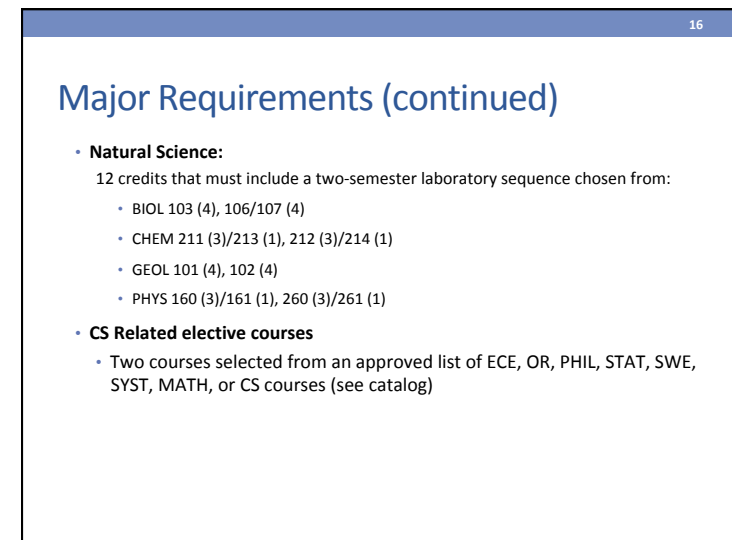 16
Major Requirements (continued)
• Natural Science:
12 credits that must include a two-semester laboratory sequence chosen from:
• BIOL 103 (4), 106/107 (4)
• CHEM 211 (3)/213 (1), 212 (3)/214 (1)
• GEOL 101 (4), 102 (4)
• PHYS 160 (3)/161 (1), 260 (3)/261 (1)
• CS Related elective courses
• Two courses selected from an approved list of ECE, OR, PHIL, STAT, SWE,
SYST, MATH, or CS courses (see catalog)